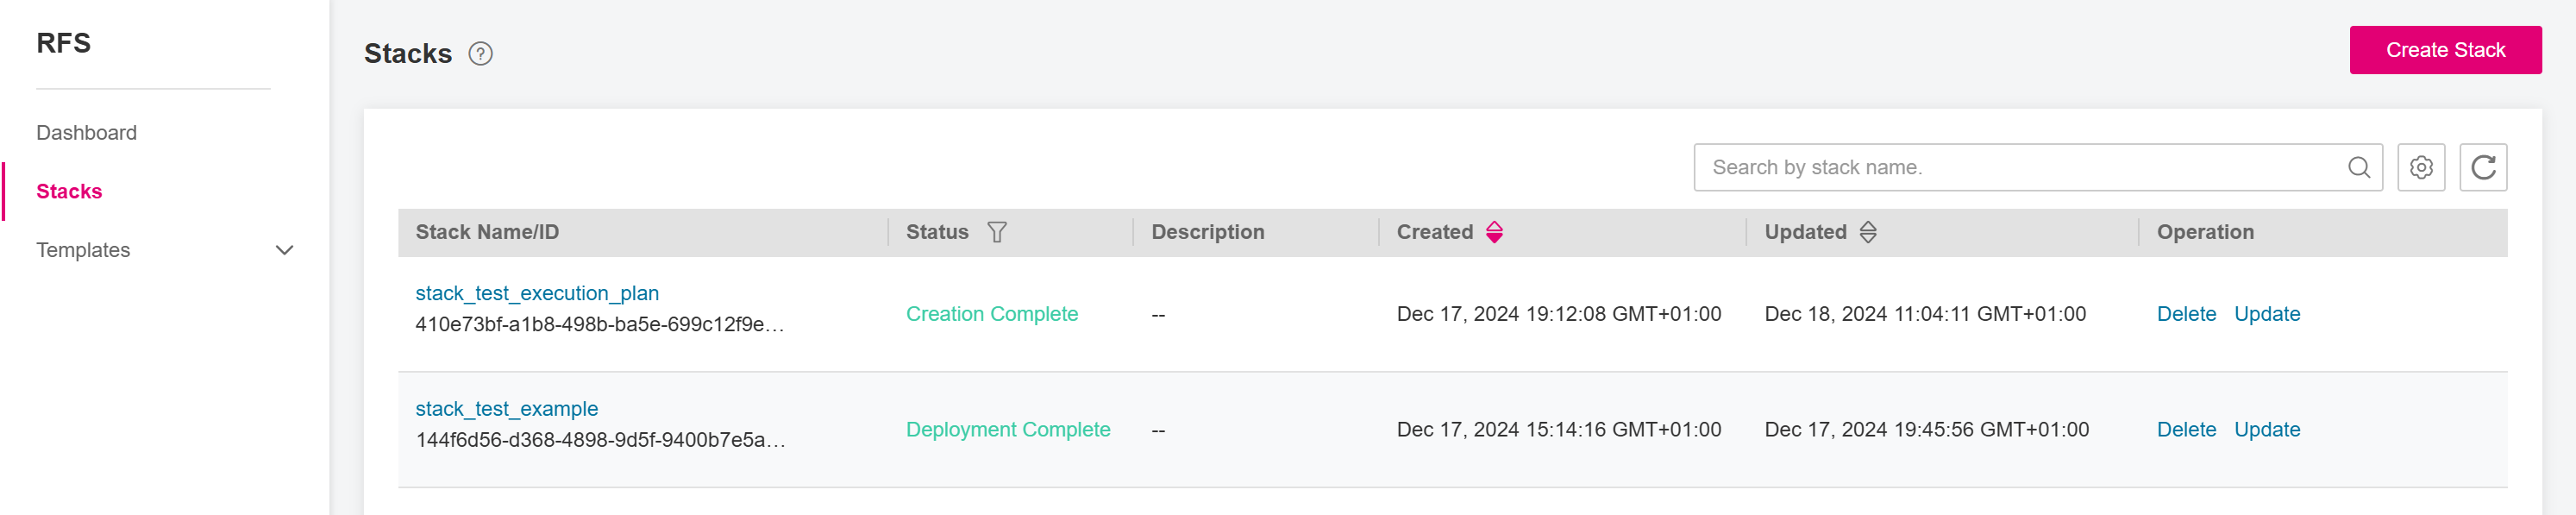 RFS
Dashboard
Stacks
Templates
Stacks ?
Create Stack
Search by stack name.
Stack Name/ID Status Description Created Updated Operation
stack_test_execution_plan
410e73bf-a1b8-498b-ba5e-699c12f9e...
Creation Complete -- Dec 17, 2024 19:12:08 GMT+01:00 Dec 18, 2024 11:04:11 GMT+01:00 Delete Update
stack_test_example
144f6d56-d368-4898-9d5f-9400b7e5a...
Deployment Complete -- Dec 17, 2024 15:14:16 GMT+01:00 Dec 17, 2024 19:45:56 GMT+01:00 Delete Update